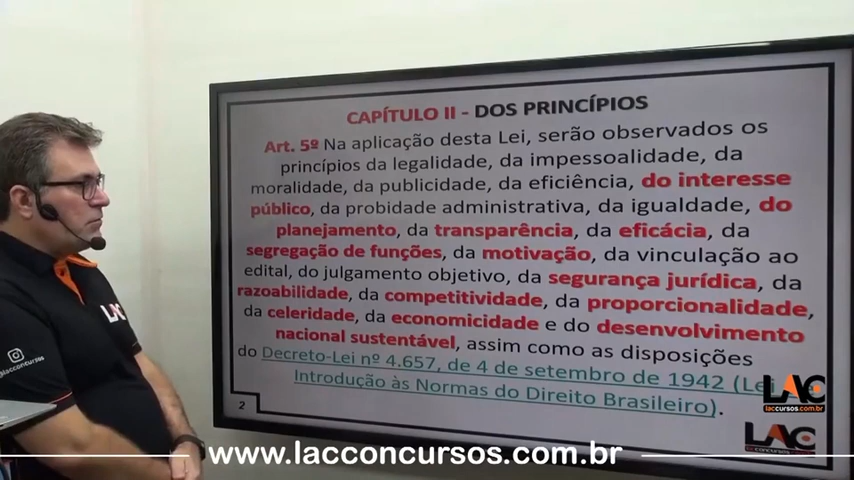 CAPÍTULO II - DOS PRINCÍPIOS
Art. 5º Na aplicação desta Lei, serão observados os
princípios da legalidade, da impessoalidade, da
moralidade, da publicidade, da eficiência, do interesse
público, da probidade administrativa, da igualdade, do
planejamento, da transparência, da eficácia, da
segregação de funções, da motivação, da vinculação ao
edital, do julgamento objetivo, da segurança jurídica, da
razoabilidade, da competitividade, da proporcionalidade,
da celeridade, da economicidade e do desenvolvimento
nacional sustentável, assim como as disposições
do Decreto-Lei nº 4.657, de 4 de setembro de 1942 (Lei
Introdução às Normas do Direito Brasileiro).
2
LAC
lacconcursos.com.br
LAC
LAC
@lacconcursos
www.lacconcursos.com.br